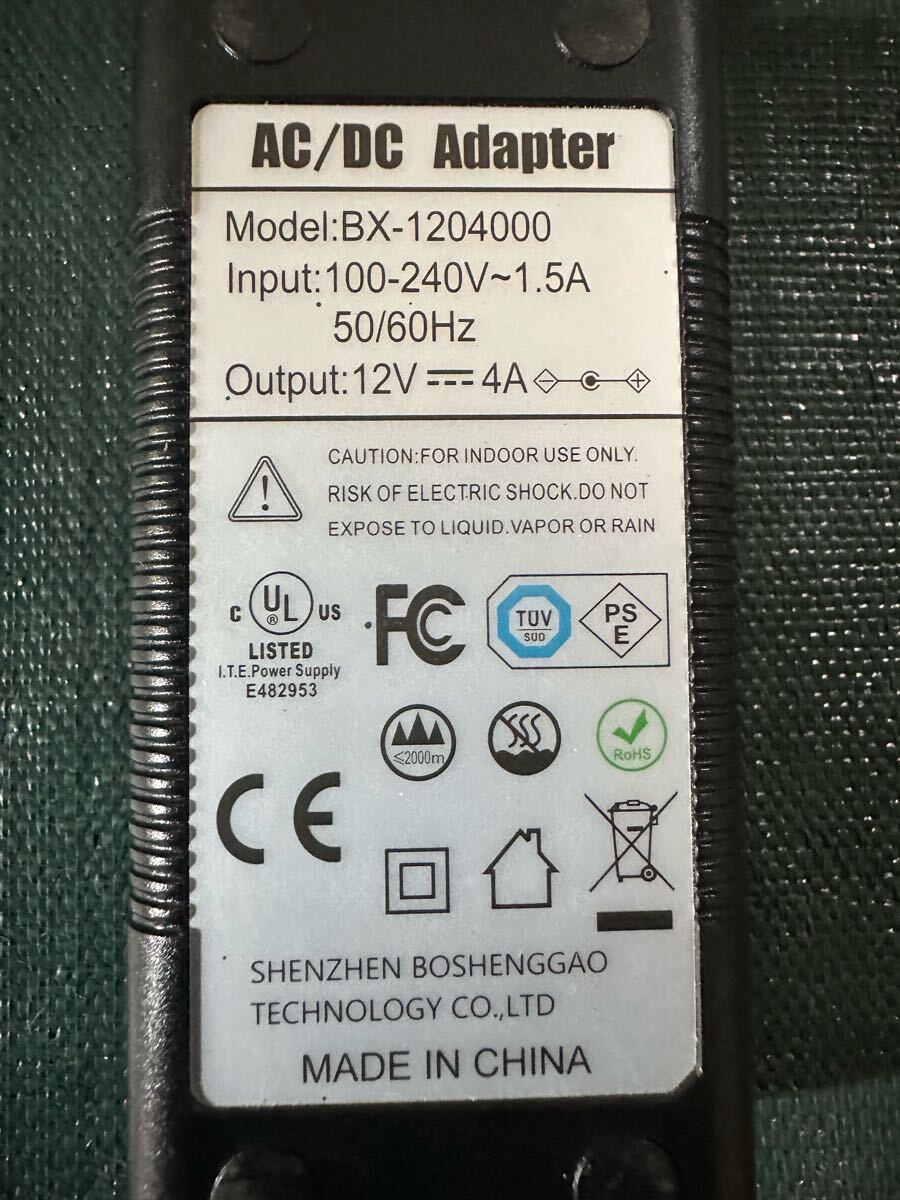 AC/DC Adapter
Model:BX-1204000
Input:100-240V~1.5A
50/60Hz
Output:12V⎓4A
CAUTION:FOR INDOOR USE ONLY.
RISK OF ELECTRIC SHOCK.DO NOT
EXPOSE TO LIQUID.VAPOR OR RAIN
C UL ® US
LISTED
I.T.E.Power Supply
E482953
FC
TÜV
SÜD
PS
E
≤2000m
RoHS
CE
SHENZHEN BOSHENGGAO
TECHNOLOGY CO.,LTD
MADE IN CHINA